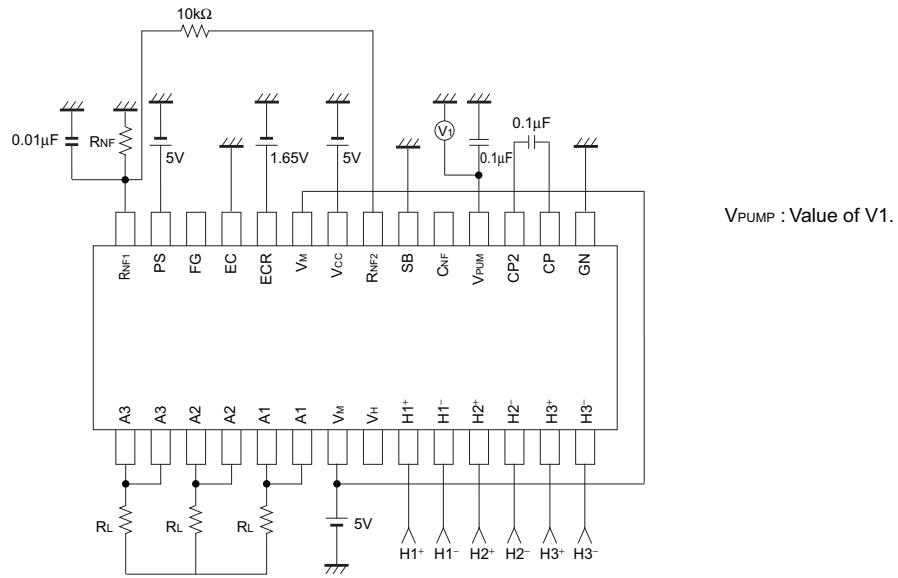 10kΩ
0.01µF
RNF
5V
1.65V
5V
V1
0.1µF
0.1µF
VPUMP : Value of V1.
RNF1 PS FG EC ECR VM VCC RNF2 SB CNF VPUM CP2 CP GN
A3 A3 A2 A2 A1 A1 VM VH H1+ H1− H2+ H2− H3+ H3−
RL RL RL 5V
H1+ H1− H2+ H2− H3+ H3−